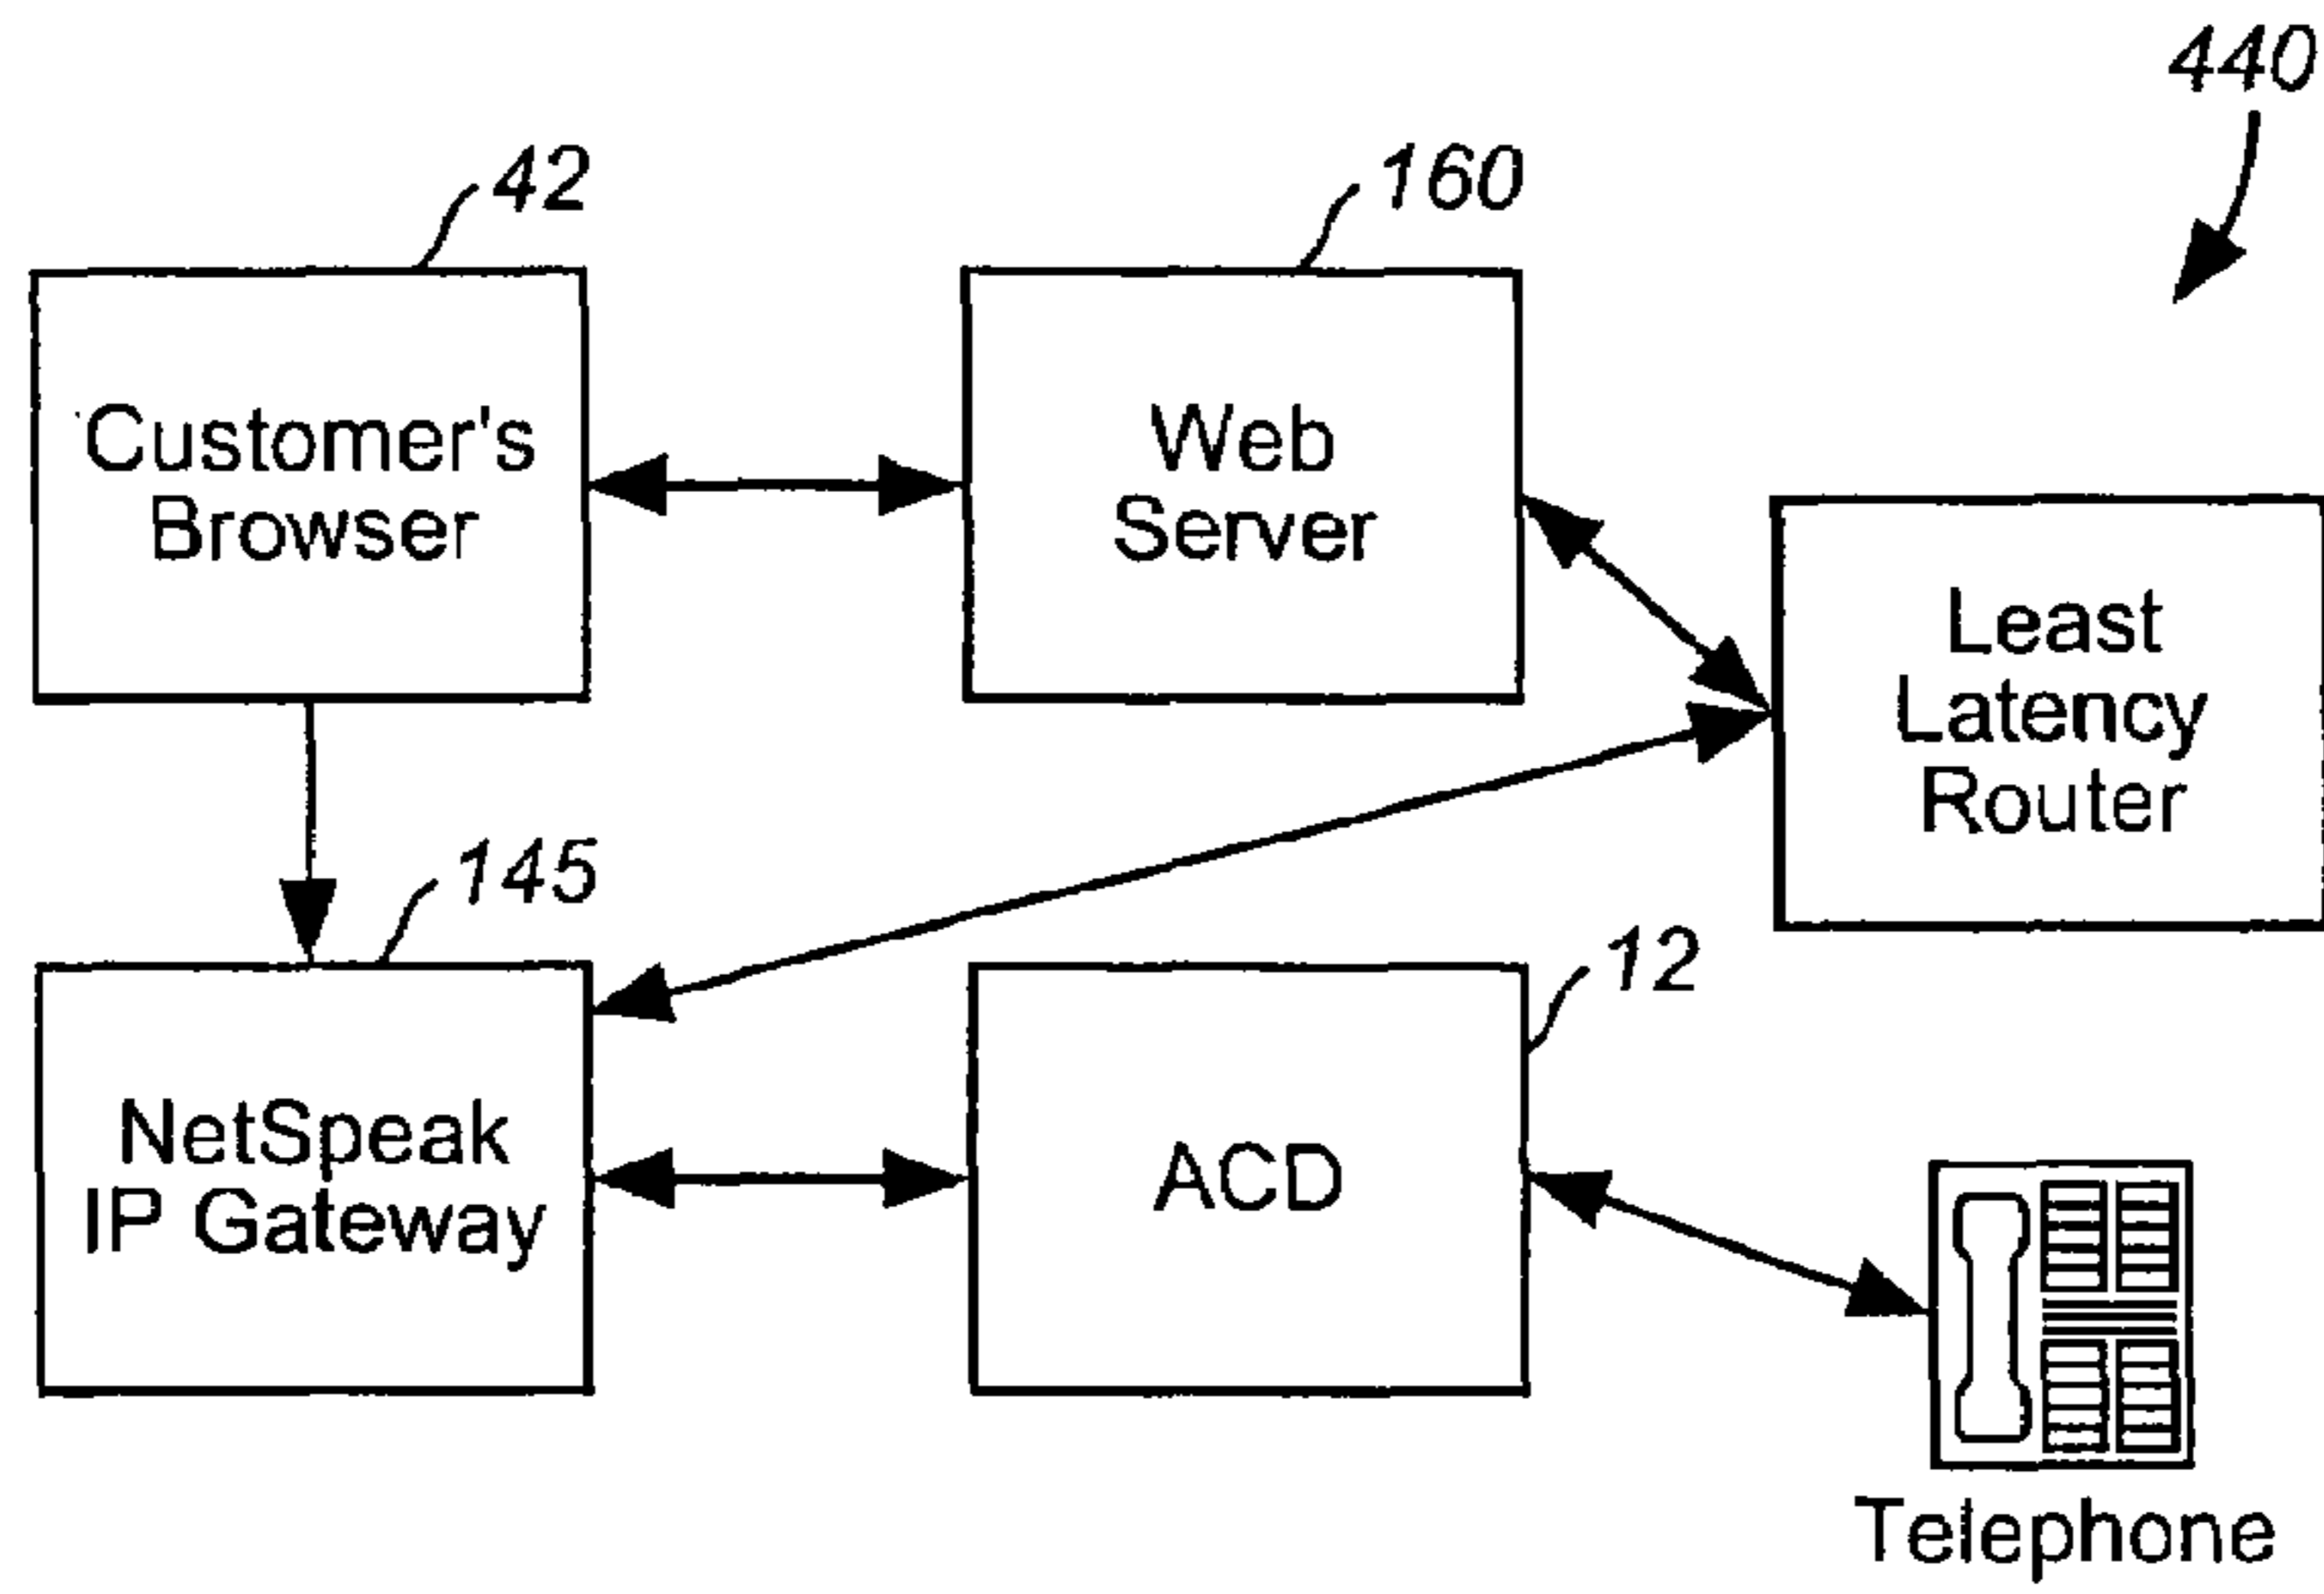 440
42
160
Customer's
Browser
Web
Server
Least
Latency
Router
145
12
NetSpeak
IP Gateway
ACD
Telephone